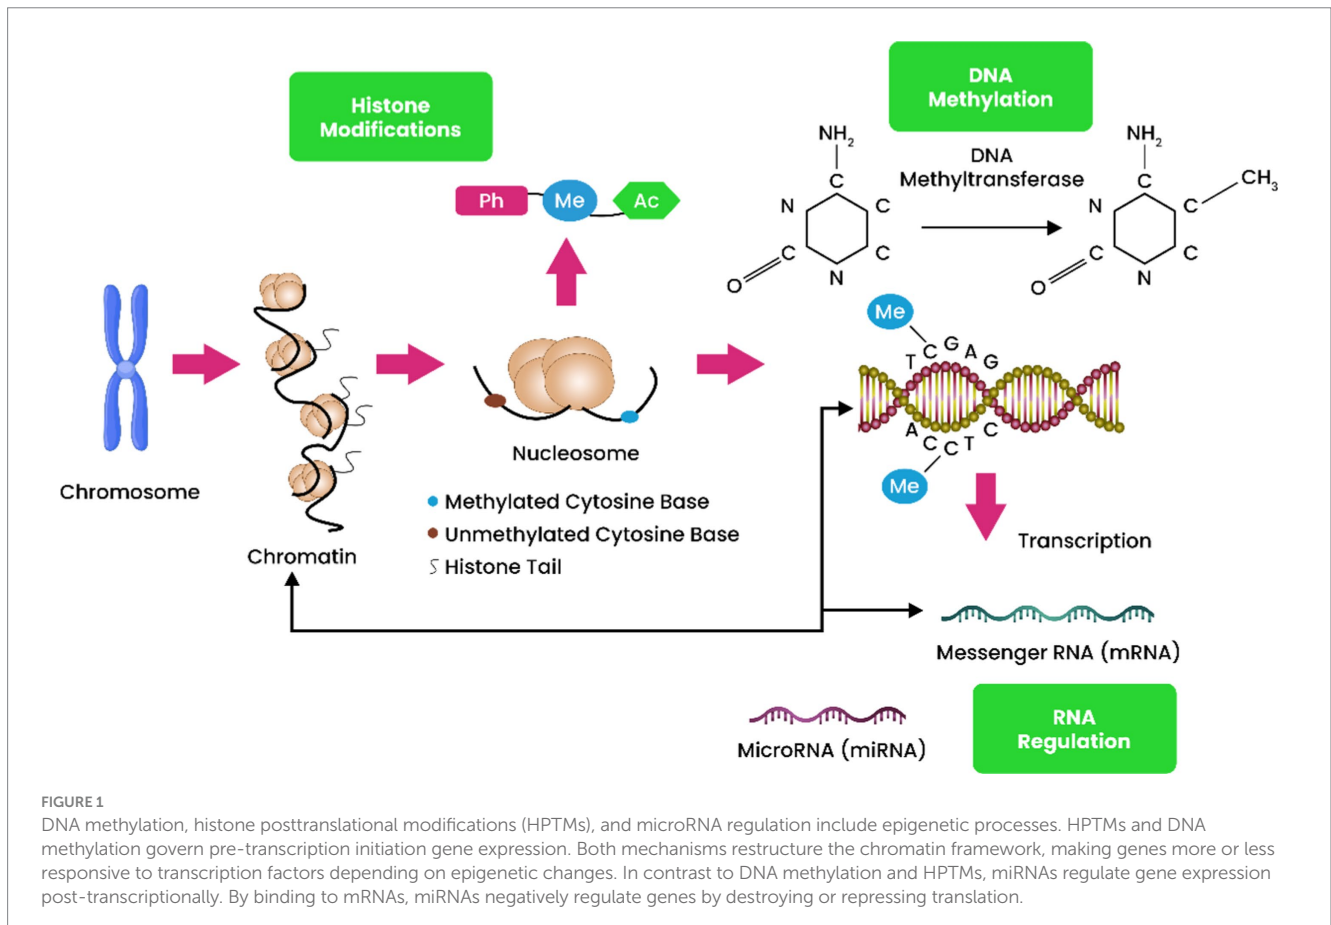 Histone
Modifications
DNA
Methylation
Ph
Me
Ac
NH2
C
N
C
C
N
C
O
DNA
Methyltransferase
NH2
C
N
C
CH3
C
N
C
O
Chromosome
Chromatin
Nucleosome
Methylated Cytosine Base
Unmethylated Cytosine Base
Histone Tail
Me
T C G A G
A C C T C
Me
Transcription
Messenger RNA (mRNA)
MicroRNA (miRNA)
RNA
Regulation
FIGURE 1
DNA methylation, histone posttranslational modifications (HPTMs), and microRNA regulation include epigenetic processes. HPTMs and DNA
methylation govern pre-transcription initiation gene expression. Both mechanisms restructure the chromatin framework, making genes more or less
responsive to transcription factors depending on epigenetic changes. In contrast to DNA methylation and HPTMs, miRNAs regulate gene expression
post-transcriptionally. By binding to mRNAs, miRNAs negatively regulate genes by destroying or repressing translation.